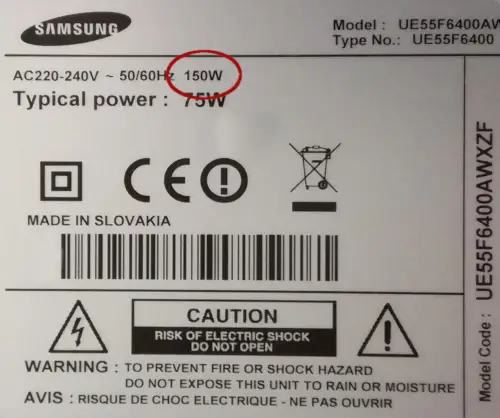 SAMSUNG
Model : UE55F6400AW
Type No.: UE55F6400
AC220-240V ~ 50/60Hz 150W
Typical power : 75W
MADE IN SLOVAKIA
Model Code : UE55F6400AWXZF
CAUTION
RISK OF ELECTRIC SHOCK
DO NOT OPEN
WARNING : TO PREVENT FIRE OR SHOCK HAZARD
DO NOT EXPOSE THIS UNIT TO RAIN OR MOISTURE
AVIS : RISQUE DE CHOC ELECTRIQUE - NE PAS OUVRIR